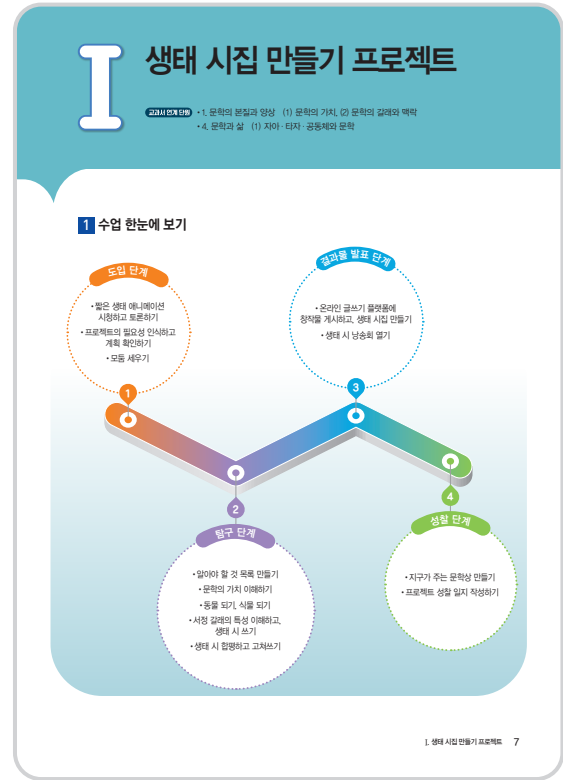 I
생태 시집 만들기 프로젝트
교과서 연계 단원 • 1. 문학의 본질과 양상 (1) 문학의 가치, (2) 문학의 갈래와 맥락
• 4. 문학과 삶 (1) 자아 · 타자 · 공동체와 문학
1 수업 한눈에 보기
도입 단계
• 짧은 생태 애니메이션
시청하고 토론하기
• 프로젝트의 필요성 인식하고
계획 확인하기
• 모둠 세우기
1
탐구 단계
2
• 알아야 할 것 목록 만들기
• 문학의 가치 이해하기
• 동물 되기, 식물 되기
• 서정 갈래의 특성 이해하고,
생태 시 쓰기
• 생태 시 합평하고 고쳐쓰기
결과물 발표 단계
• 온라인 글쓰기 플랫폼에
창작물 게시하고, 생태 시집 만들기
• 생태 시 낭송회 열기
3
4
성찰 단계
• 지구가 주는 문학상 만들기
• 프로젝트 성찰 일지 작성하기
I. 생태 시집 만들기 프로젝트 7